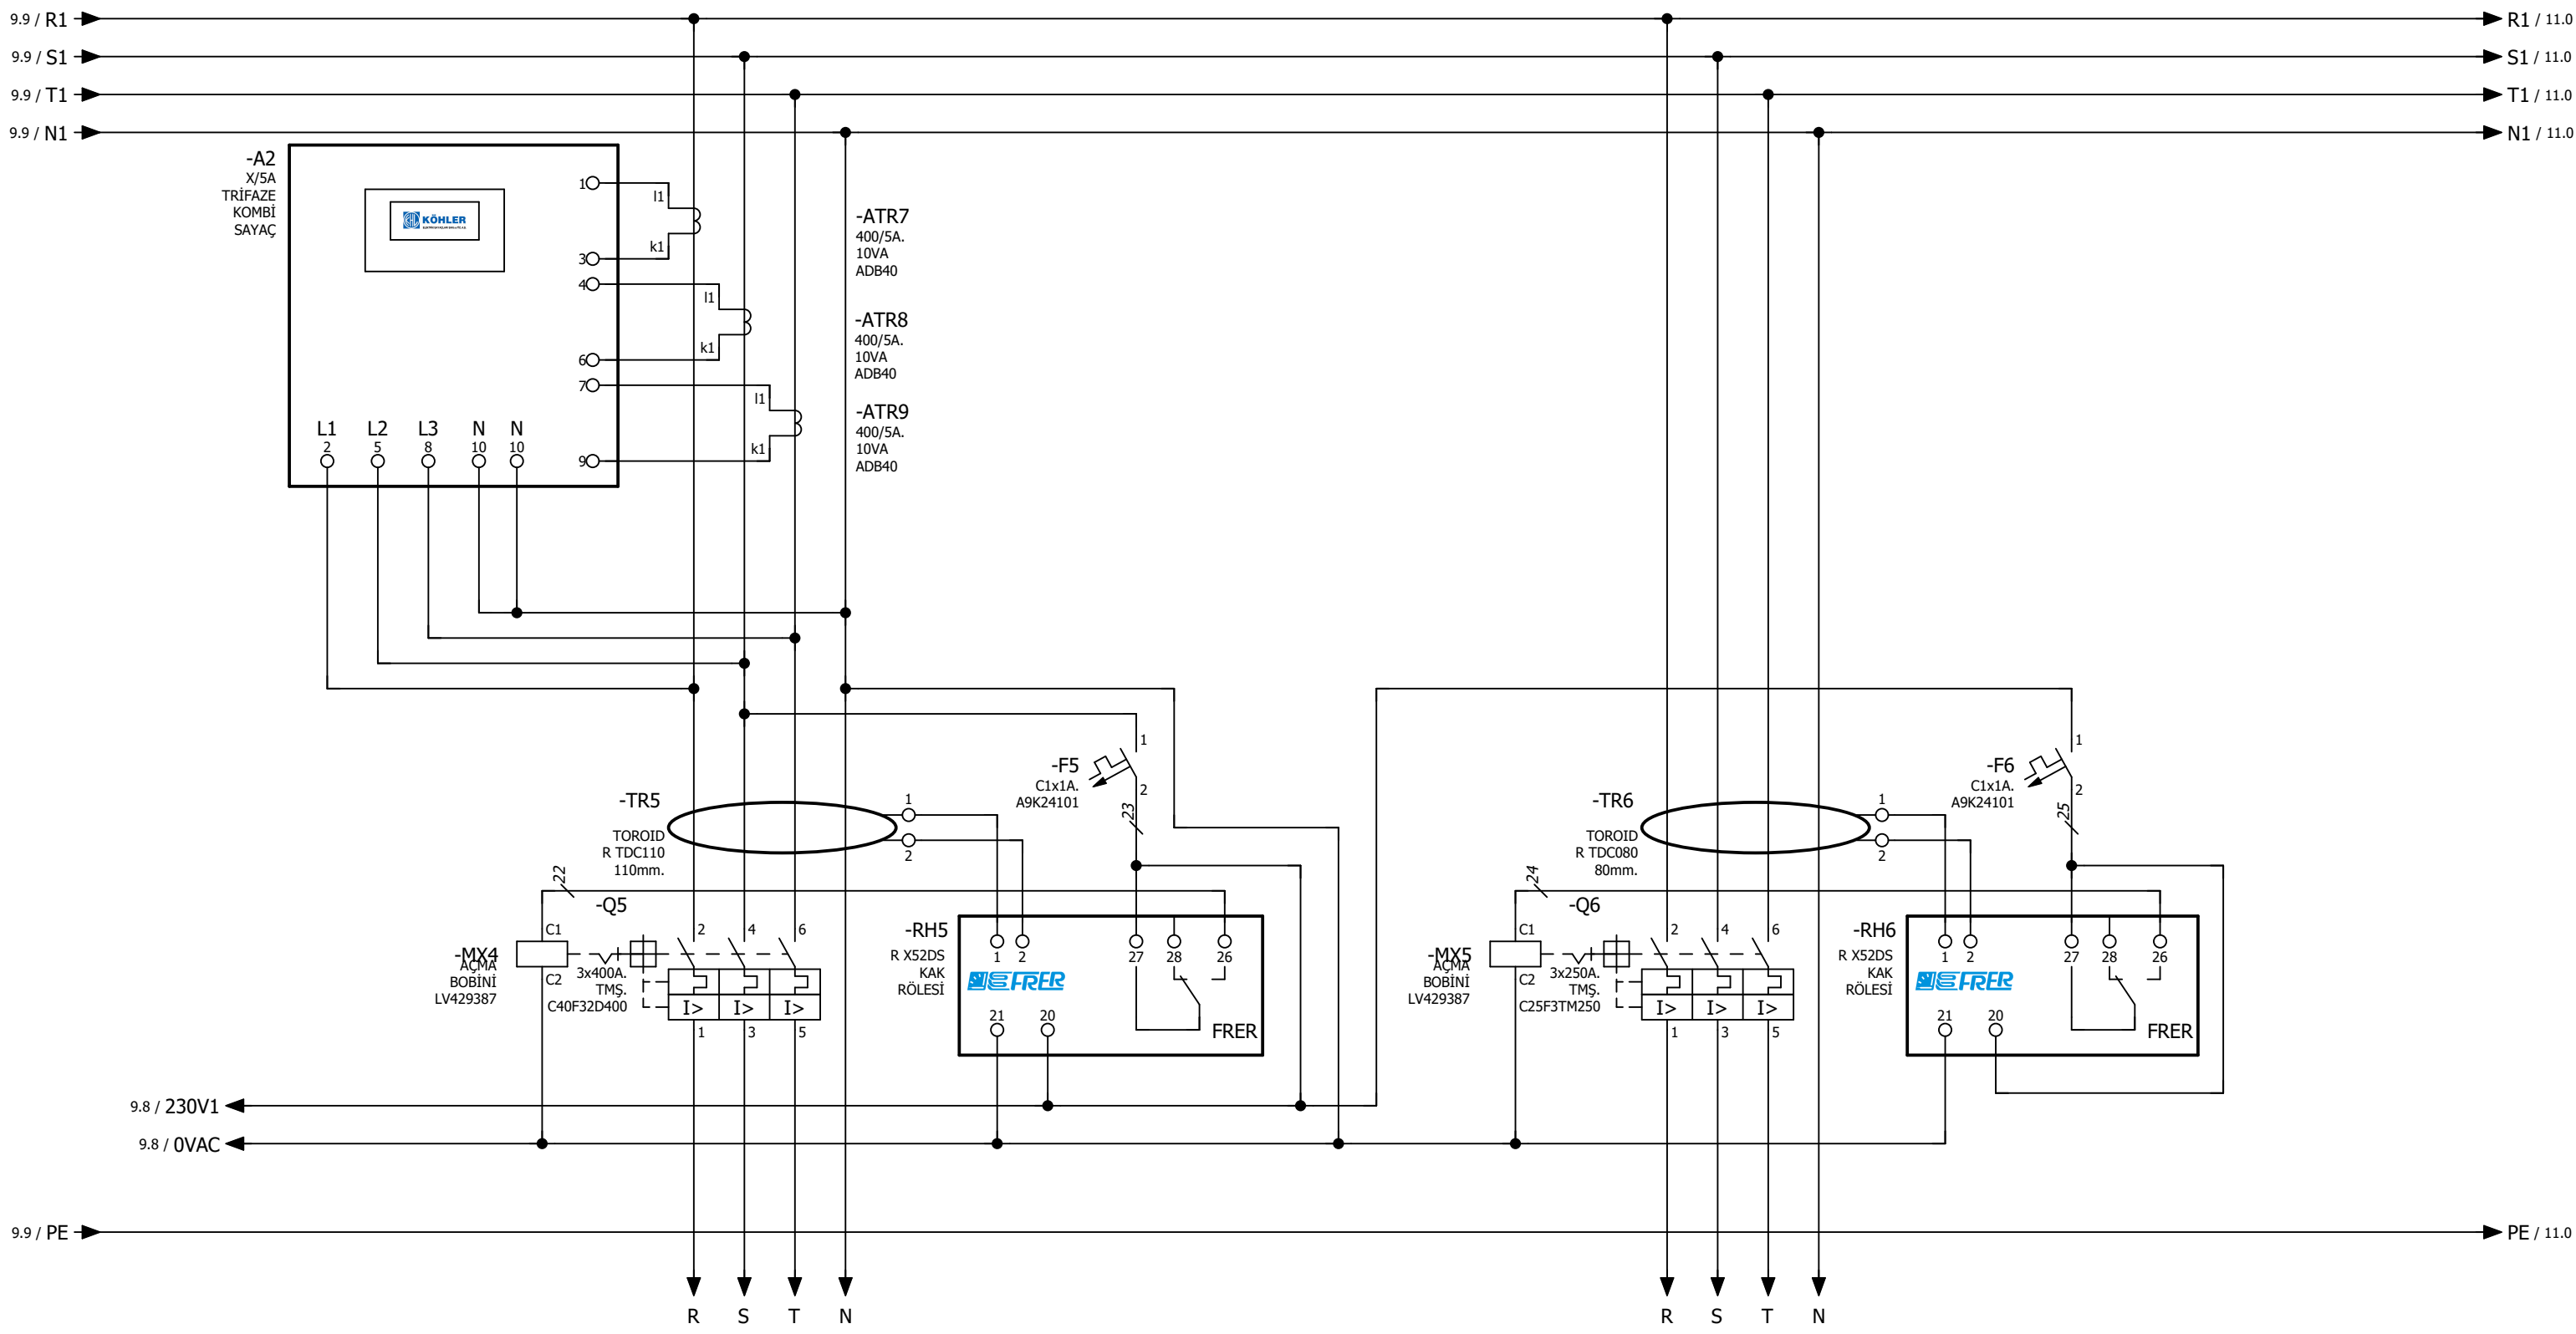 9.9 / R1
R1 / 11.0
9.9 / S1
S1 / 11.0
9.9 / T1
T1 / 11.0
9.9 / N1
N1 / 11.0
-A2
X/5A
TRİFAZE
KOMBİ
SAYAÇ
KÖHLER
1
3
4
6
7
9
l1
k1
l1
k1
l1
k1
L1
L2
L3
N
N
2
5
8
10
10
-ATR7
400/5A.
10VA
ADB40
-ATR8
400/5A.
10VA
ADB40
-ATR9
400/5A.
10VA
ADB40
-F5
C1x1A.
A9K24101
1
2
23
-TR5
TOROID
R TDC110
110mm.
1
2
22
-Q5
3x400A.
TMŞ.
C40F32D400
2
4
6
I>
I>
I>
1
3
5
-MX4
AÇMA
BOBİNİ
LV429387
C1
C2
-RH5
R X52DS
KAK
RÖLESİ
1
2
27
28
26
FRER
21
20
FRER
-F6
C1x1A.
A9K24101
1
2
25
-TR6
TOROID
R TDC080
80mm.
1
2
24
-Q6
3x250A.
TMŞ.
C25F3TM250
2
4
6
I>
I>
I>
1
3
5
-MX5
AÇMA
BOBİNİ
LV429387
C1
C2
-RH6
R X52DS
KAK
RÖLESİ
1
2
27
28
26
FRER
21
20
FRER
9.8 / 230V1
9.8 / 0VAC
9.9 / PE
PE / 11.0
R
S
T
N
R
S
T
N